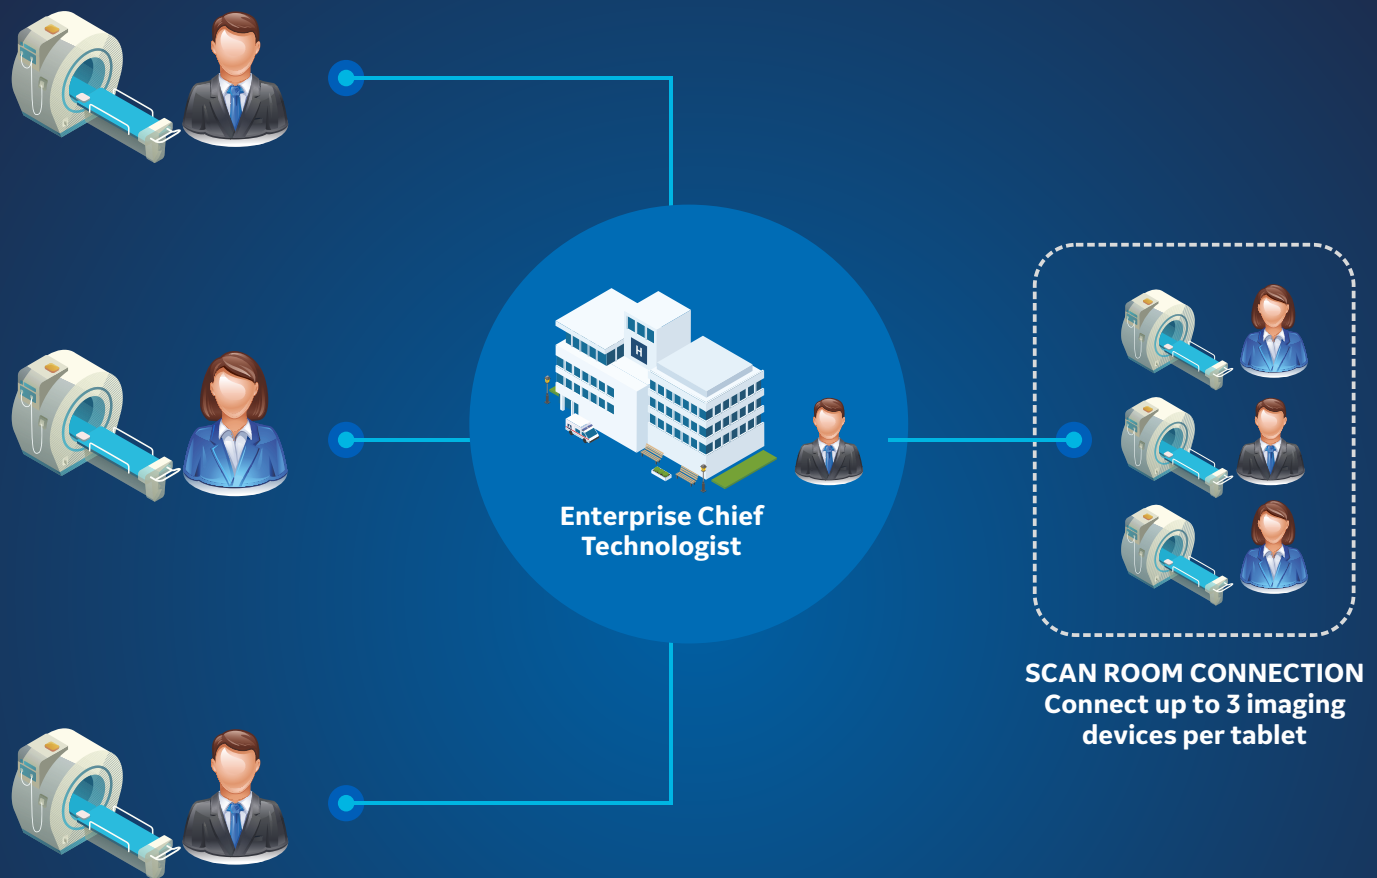 H
Enterprise Chief
Technologist
SCAN ROOM CONNECTION
Connect up to 3 imaging
devices per tablet